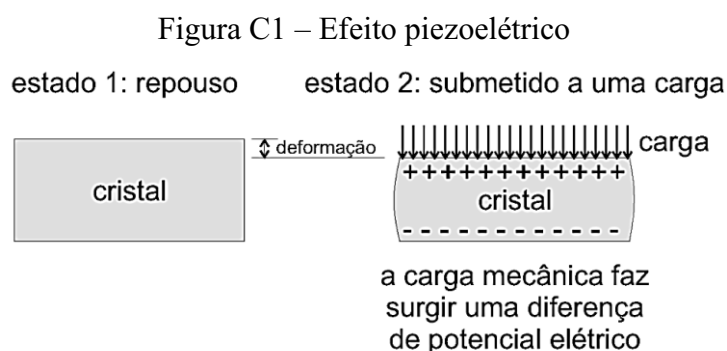 Figura C1 – Efeito piezoelétrico
estado 1: repouso
estado 2: submetido a uma carga
deformação
carga
cristal
+ + + + + + + + + + + + +
cristal
- - - - - - - - - - - -
a carga mecânica faz
surgir uma diferença
de potencial elétrico